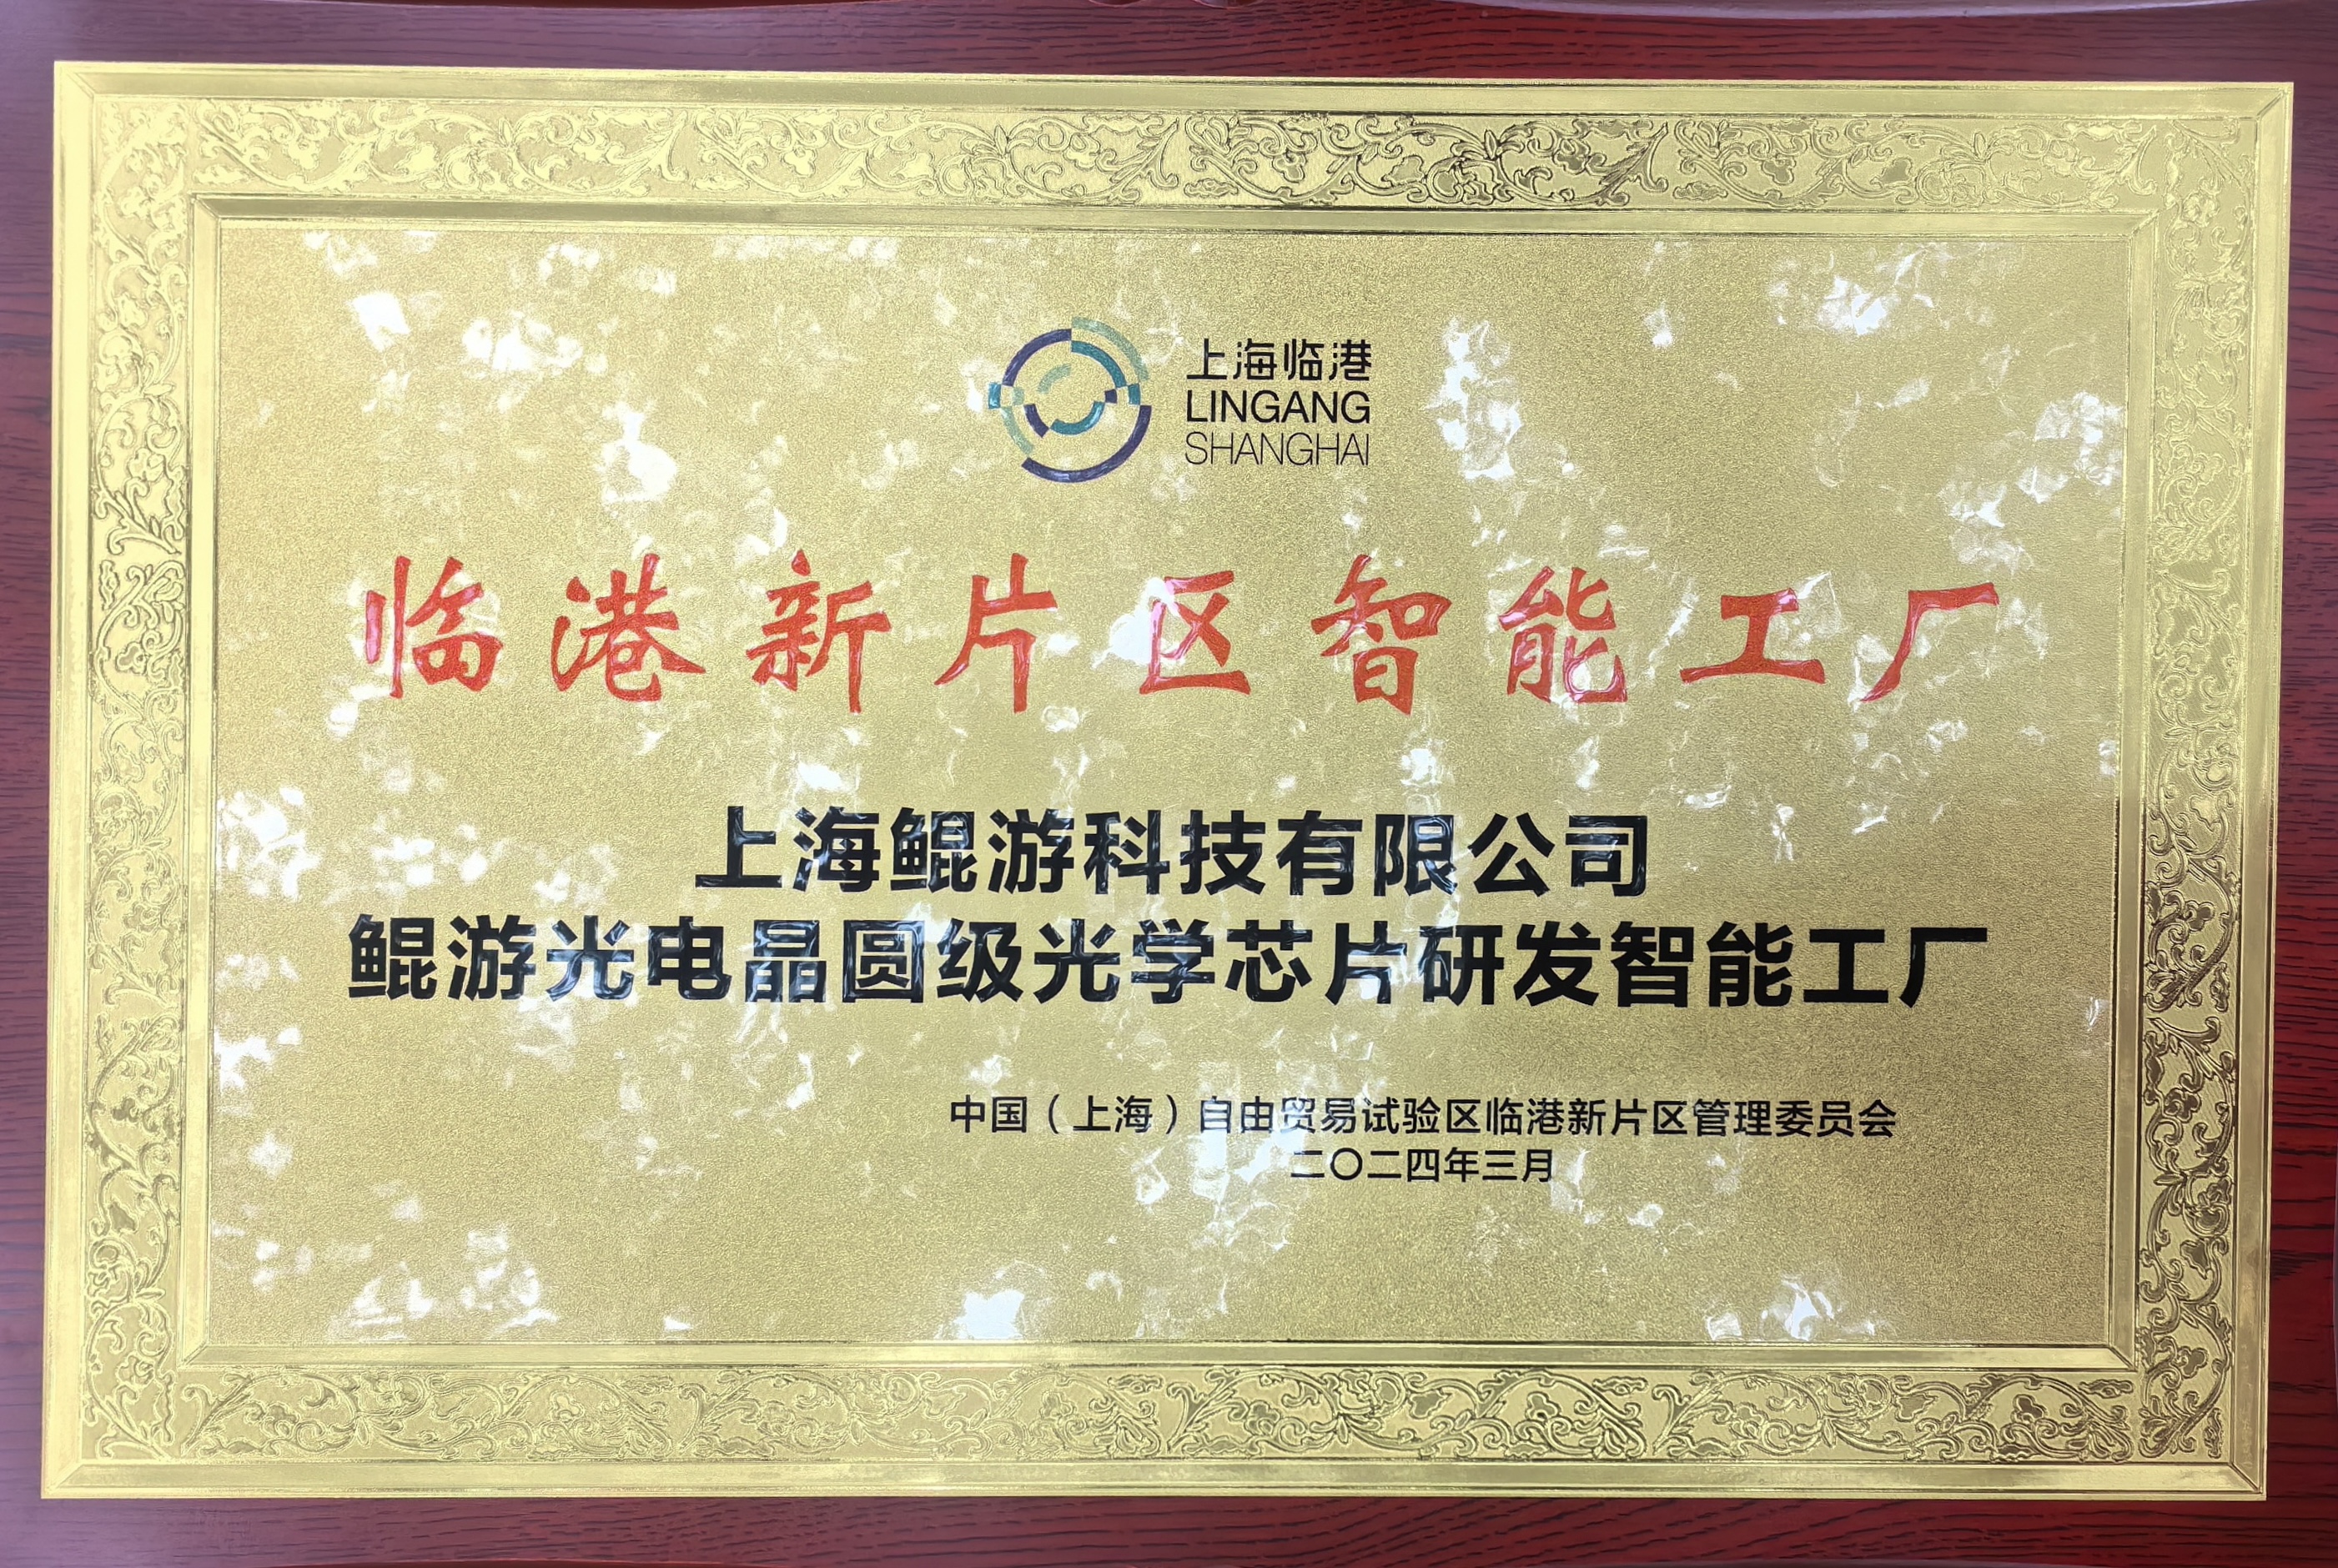 上海临港
LINGANG
SHANGHAI
临港新片区智能工厂
上海鲲游科技有限公司
鲲游光电晶圆级光学芯片研发智能工厂
中国（上海）自由贸易试验区临港新片区管理委员会
二〇二四年三月